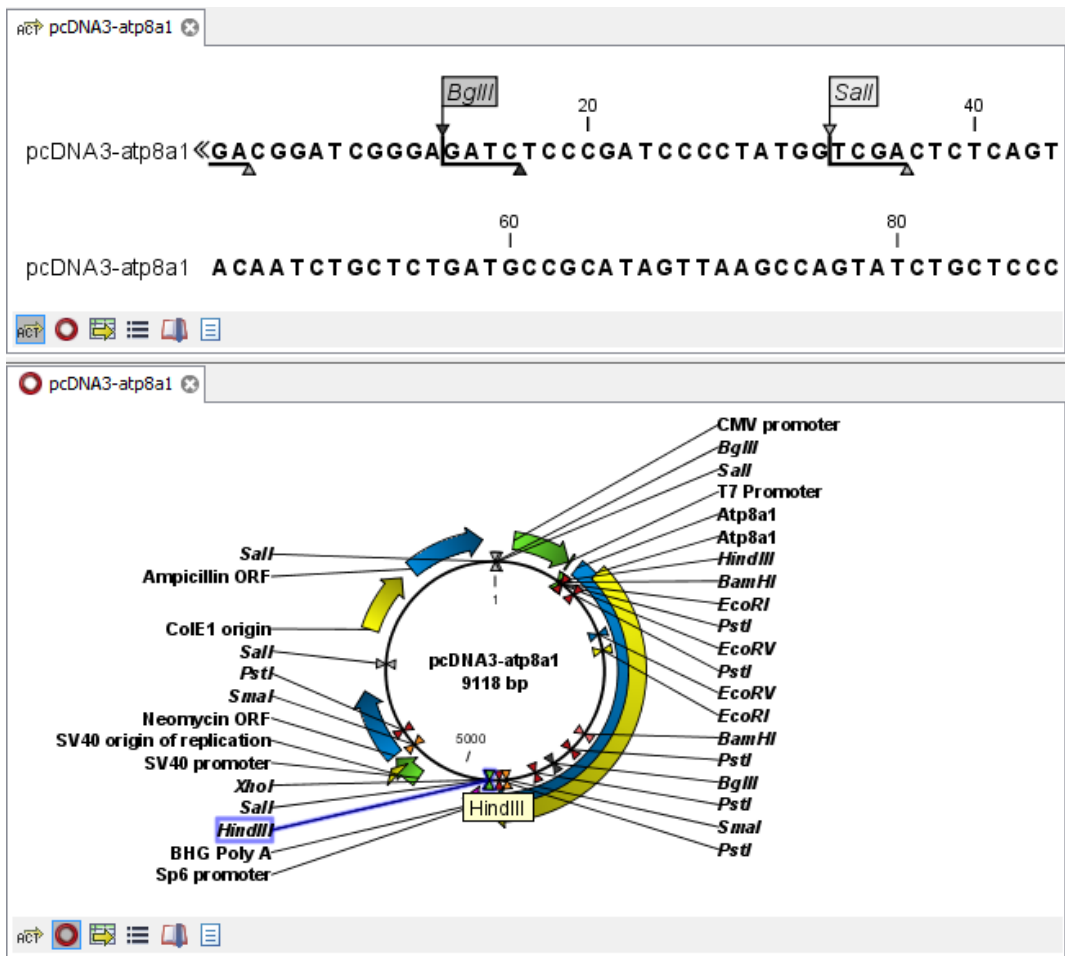 pcDNA3-atp8a1
BglII
SalI
20
40
pcDNA3-atp8a1 GACGGATCGGGAGATCTCCCGATCCCCTATGGTCGACTCTCAGT
60
80
pcDNA3-atp8a1 ACAATCTGCTCTGATGCCGCATAGTTAAGCCAGTATCTGCTCCC
pcDNA3-atp8a1
CMV promoter
BglII
SalI
T7 Promoter
Atp8a1
Atp8a1
HindIII
BamHI
EcoRI
PstI
EcoRV
PstI
EcoRV
EcoRI
BamHI
PstI
BglII
PstI
SmaI
PstI
SalI
Ampicillin ORF
ColE1 origin
SalI
PstI
SmaI
Neomycin ORF
SV40 origin of replication
SV40 promoter
XhoI
SalI
HindIII
BHG Poly A
Sp6 promoter
1
pcDNA3-atp8a1
9118 bp
5000
HindIII